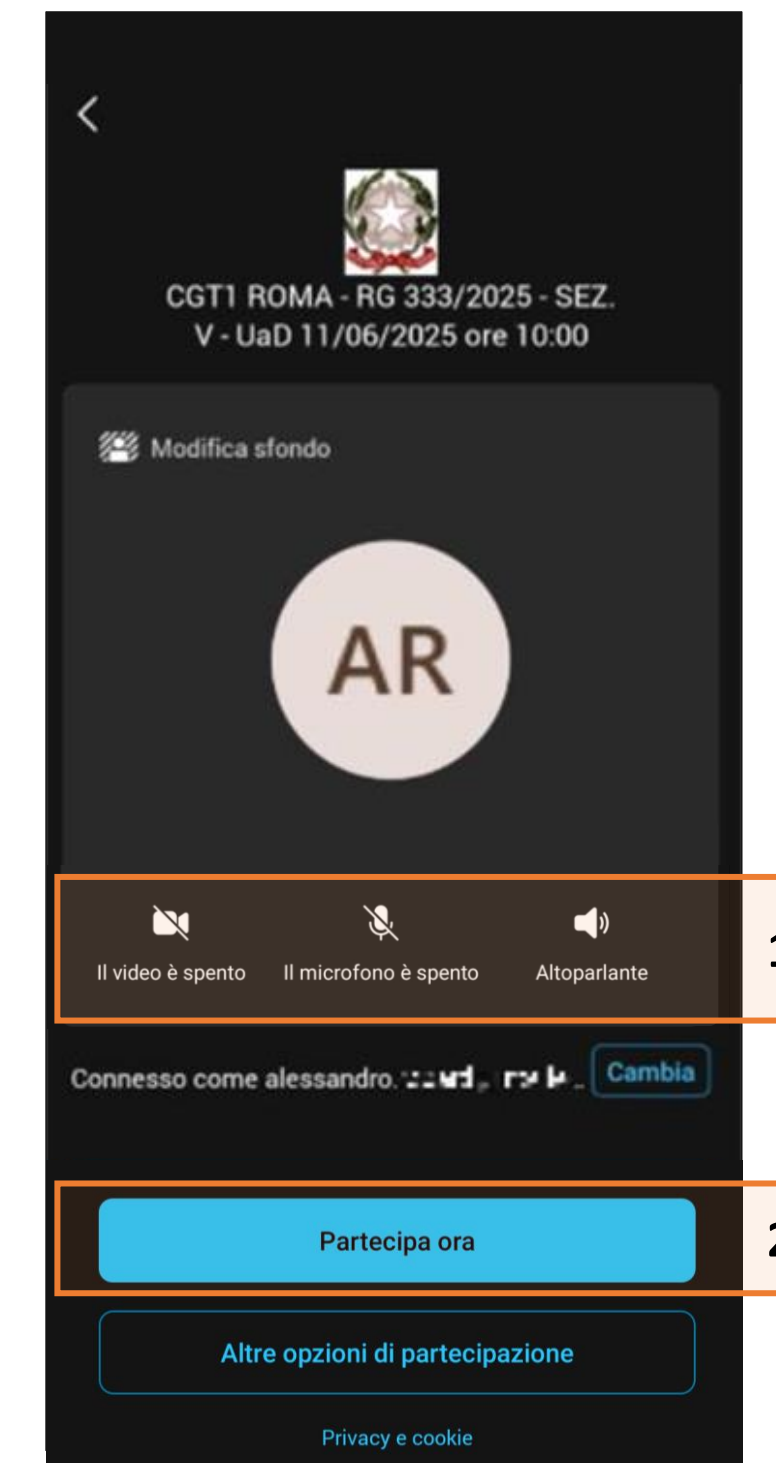 CGT1 ROMA - RG 333/2025 - SEZ.
V - UaD 11/06/2025 ore 10:00
Modifica sfondo
AR
Il video è spento Il microfono è spento Altoparlante
1
Connesso come alessandro. Cambia
Partecipa ora
2
Altre opzioni di partecipazione
Privacy e cookie